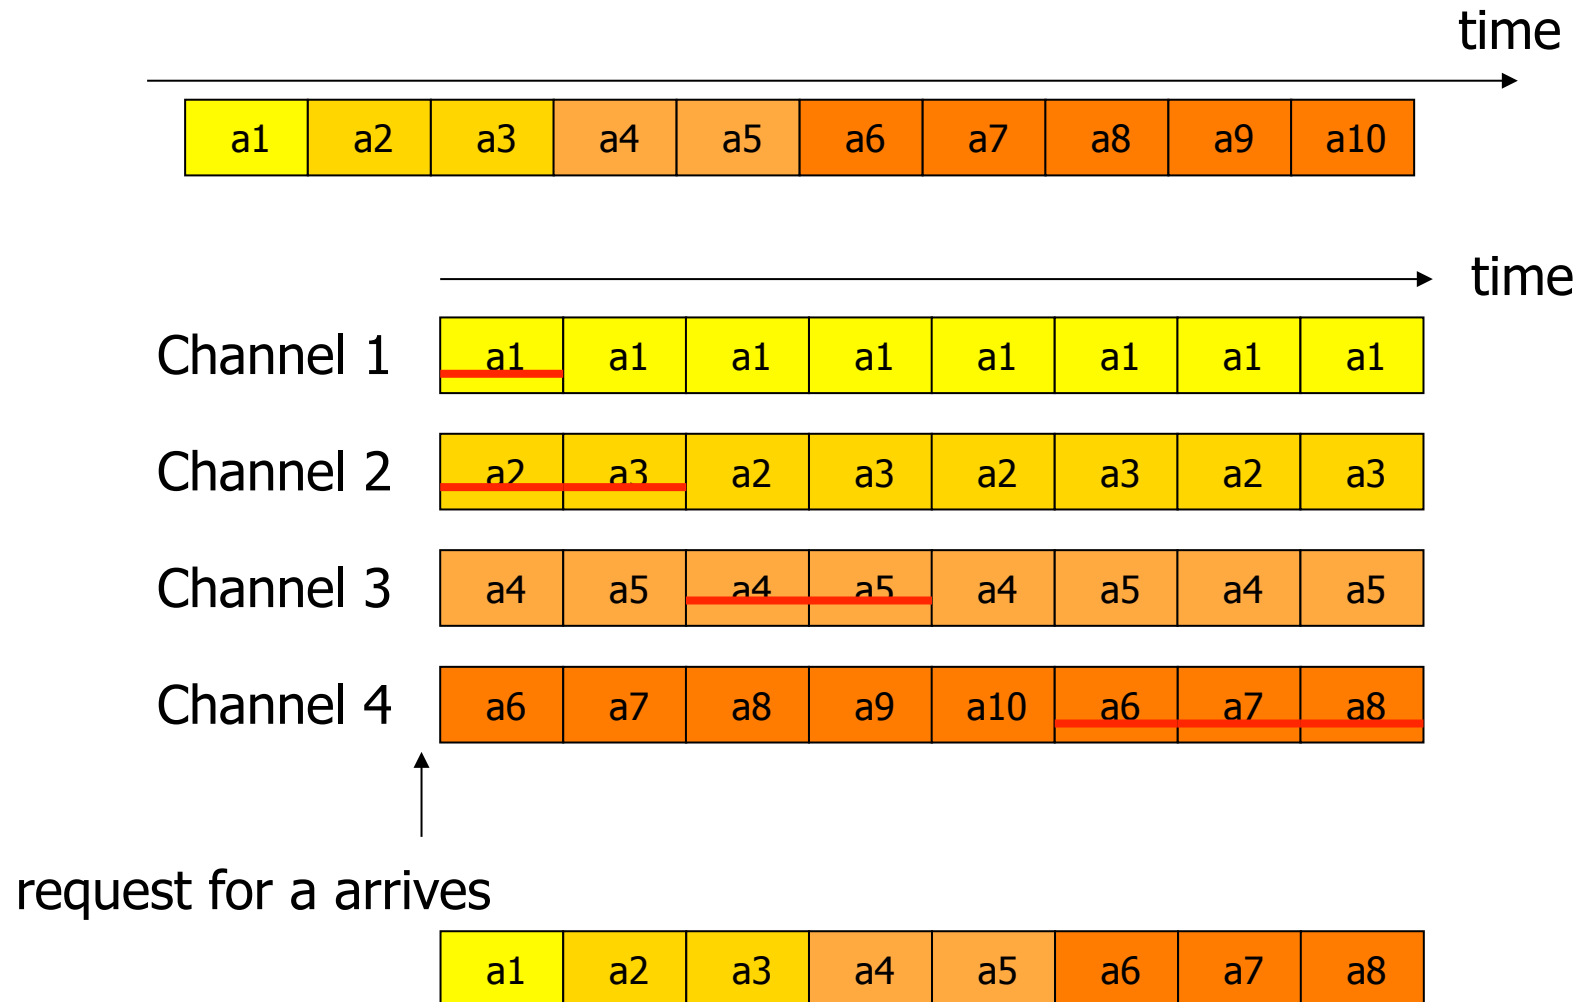 time
a1 a2 a3 a4 a5 a6 a7 a8 a9 a10
time
Channel 1 a1 a1 a1 a1 a1 a1 a1 a1
Channel 2 a2 a3 a2 a3 a2 a3 a2 a3
Channel 3 a4 a5 a4 a5 a4 a5 a4 a5
Channel 4 a6 a7 a8 a9 a10 a6 a7 a8
request for a arrives
a1 a2 a3 a4 a5 a6 a7 a8